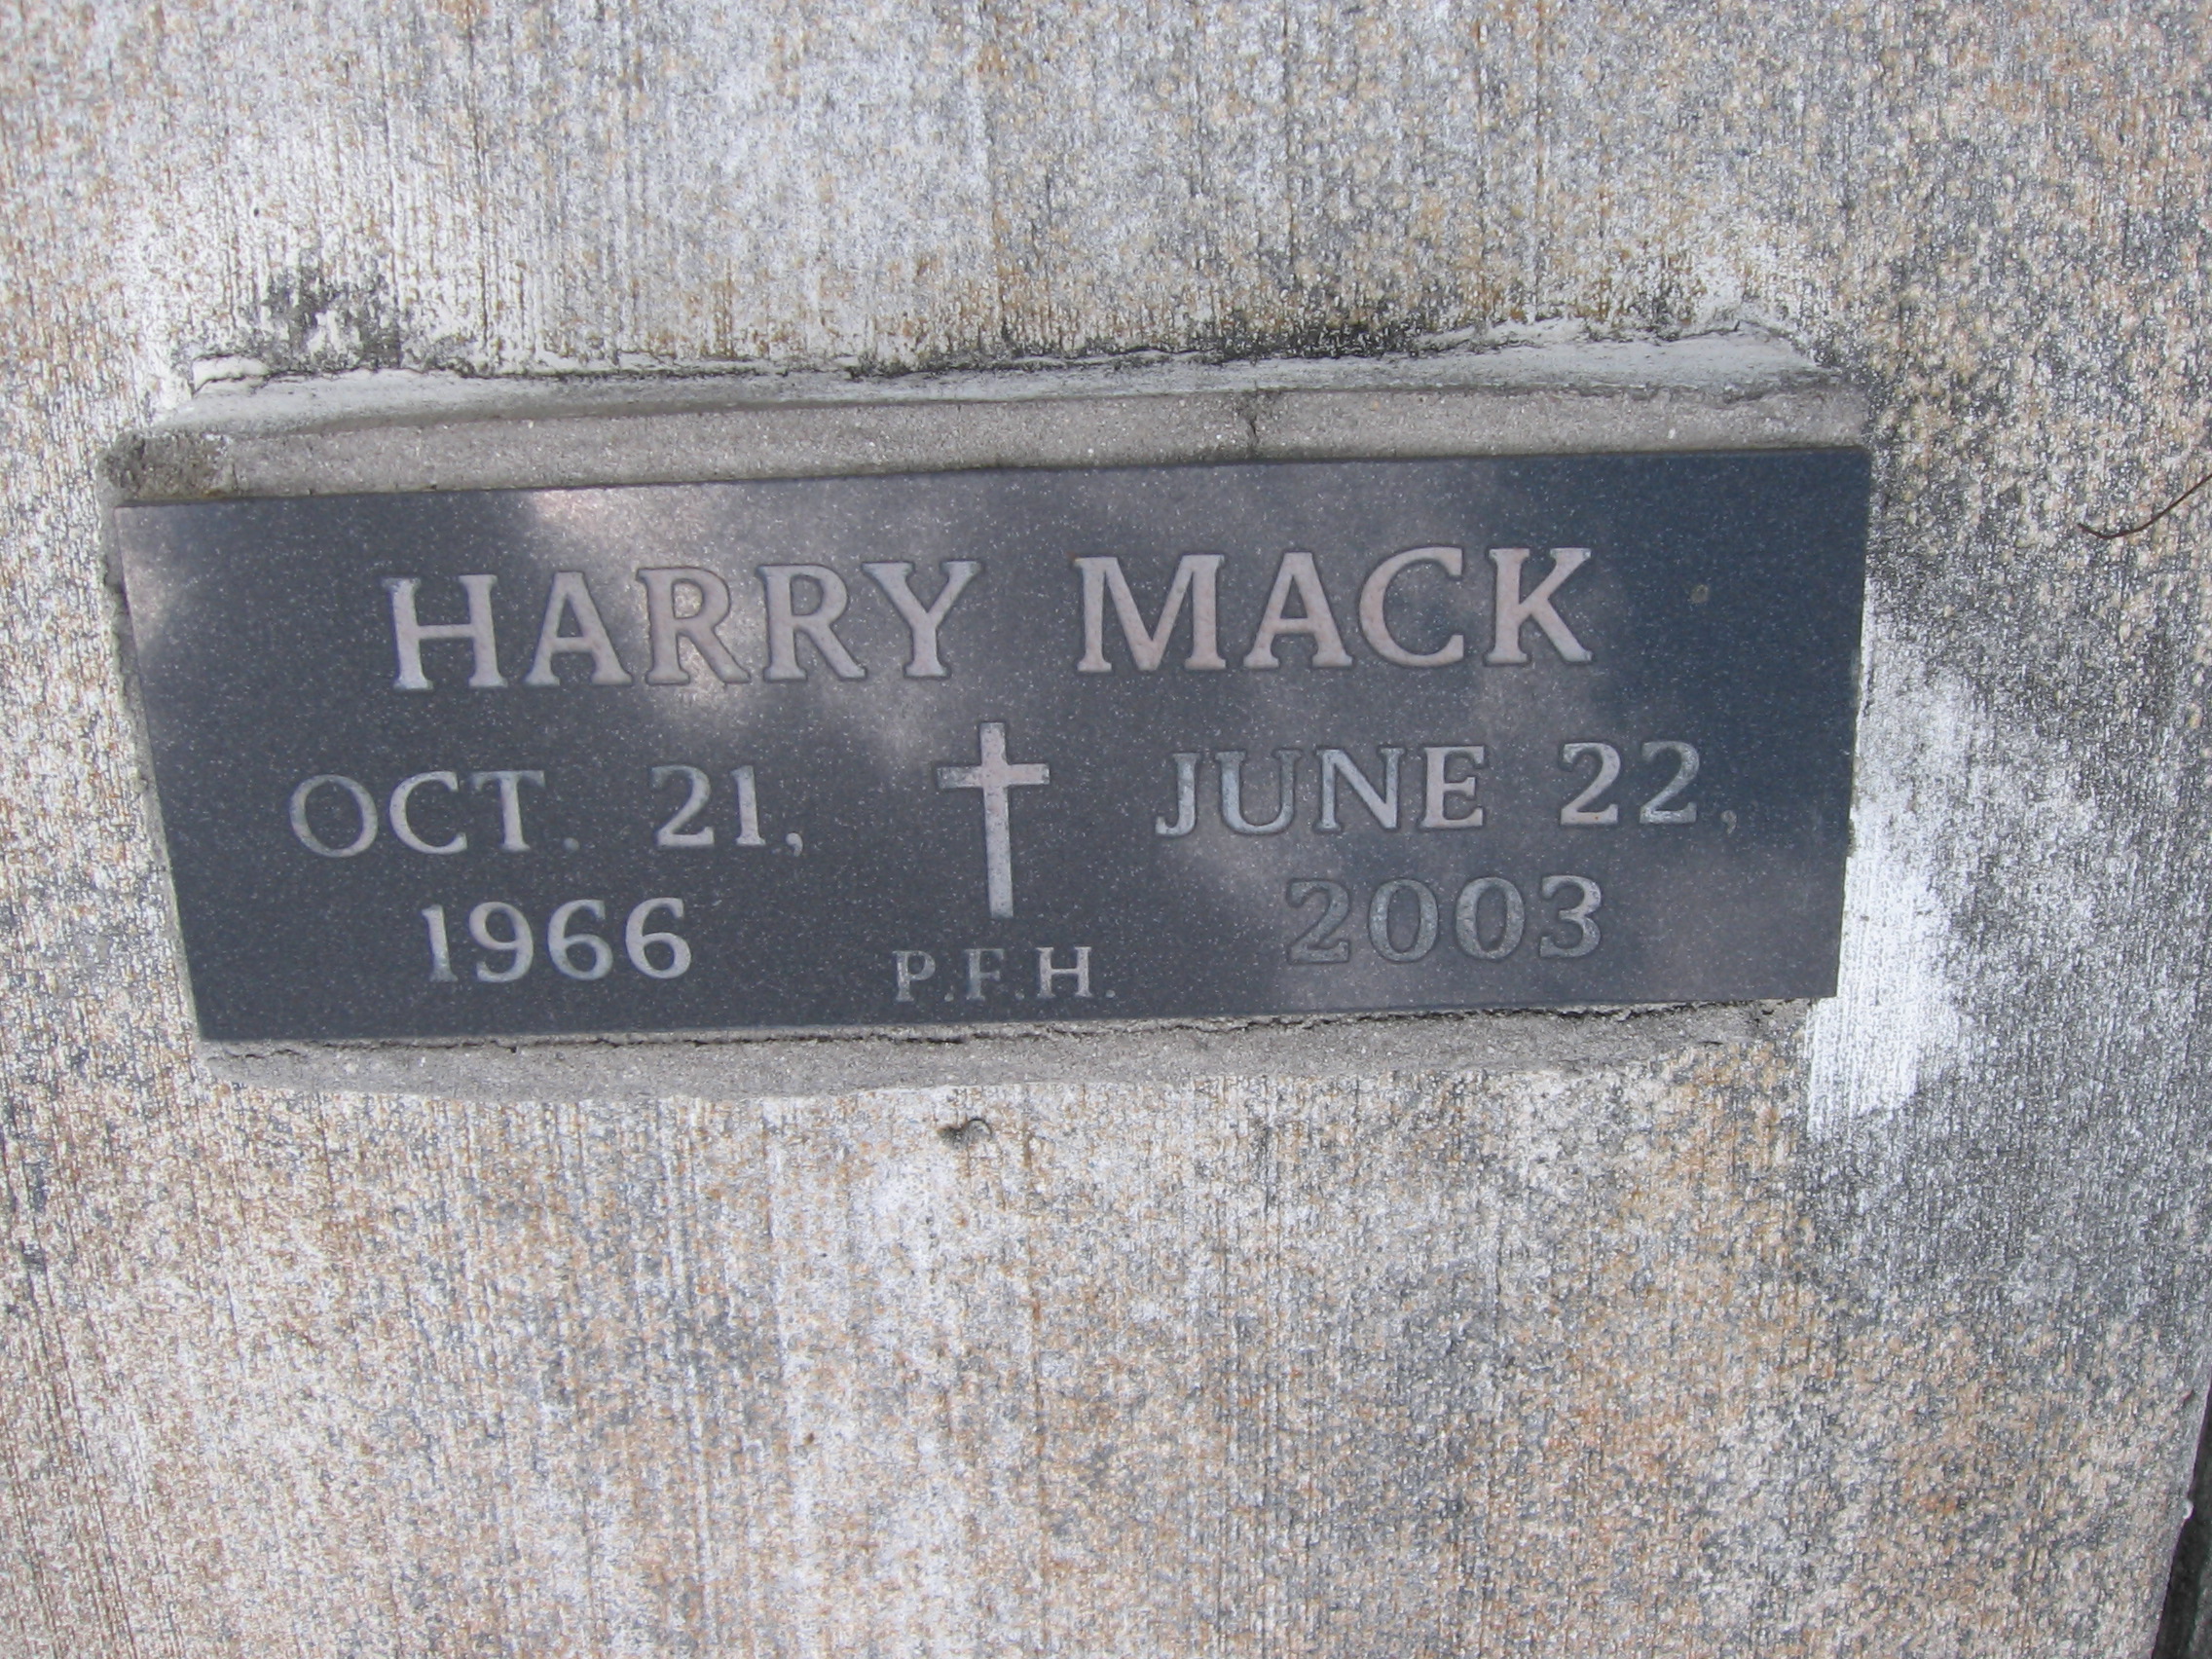 HARRY MACK
OCT. 21,
1966
JUNE 22,
2003
P.F.H.